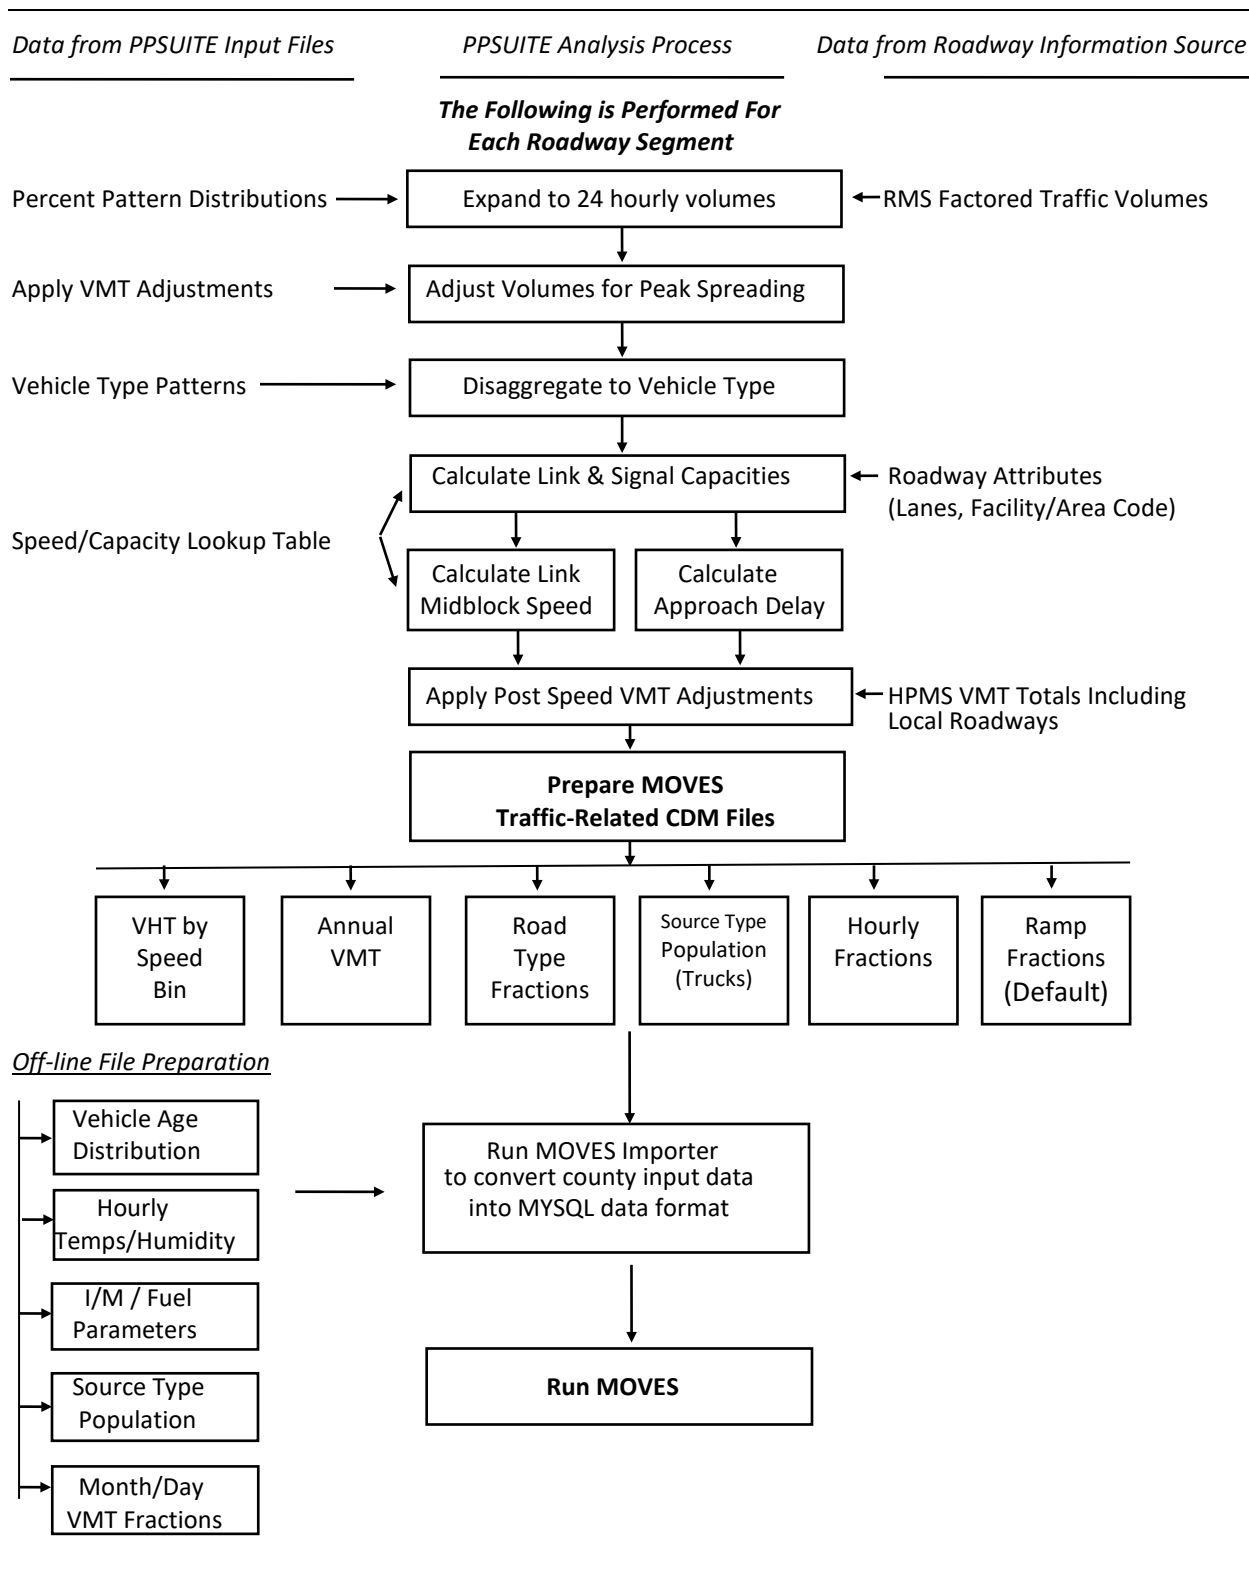 Data from PPSUITE Input Files
PPSUITE Analysis Process
Data from Roadway Information Source
The Following is Performed For
Each Roadway Segment
Percent Pattern Distributions
Expand to 24 hourly volumes
RMS Factored Traffic Volumes
Apply VMT Adjustments
Adjust Volumes for Peak Spreading
Vehicle Type Patterns
Disaggregate to Vehicle Type
Calculate Link & Signal Capacities
Roadway Attributes
(Lanes, Facility/Area Code)
Speed/Capacity Lookup Table
Calculate Link
Midblock Speed
Calculate
Approach Delay
Apply Post Speed VMT Adjustments
HPMS VMT Totals Including
Local Roadways
Prepare MOVES
Traffic-Related CDM Files
VHT by
Speed
Bin
Annual
VMT
Road
Type
Fractions
Source Type
Population
(Trucks)
Hourly
Fractions
Ramp
Fractions
(Default)
Off-line File Preparation
Vehicle Age
Distribution
Hourly
Temps/Humidity
I/M / Fuel
Parameters
Source Type
Population
Month/Day
VMT Fractions
Run MOVES Importer
to convert county input data
into MYSQL data format
Run MOVES